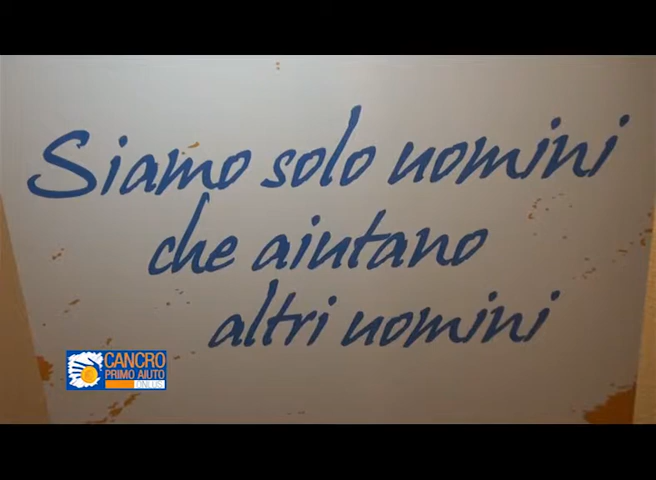 Siamo solo uomini
che aiutano
altri uomini
CANCRO
PRIMO AIUTO
ONLUS